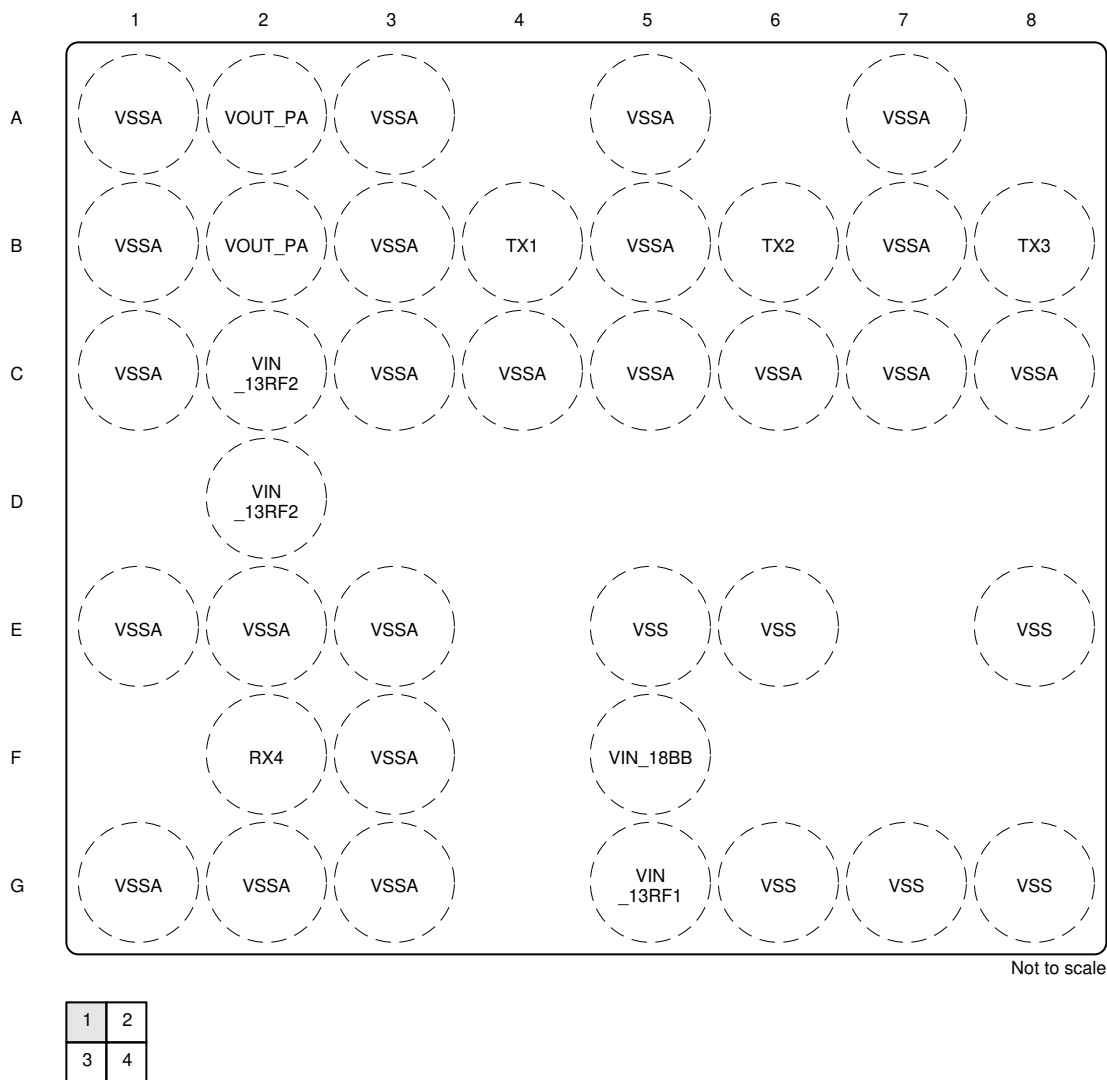 1 2 3 4 5 6 7 8
A VSSA VOUT_PA VSSA VSSA VSSA
B VSSA VOUT_PA VSSA TX1 VSSA TX2 VSSA TX3
C VSSA VIN
_13RF2 VSSA VSSA VSSA VSSA VSSA VSSA
D VIN
_13RF2
E VSSA VSSA VSSA VSS VSS VSS
F RX4 VSSA VIN_18BB
G VSSA VSSA VSSA VIN
_13RF1 VSS VSS VSS
Not to scale
1 2
3 4